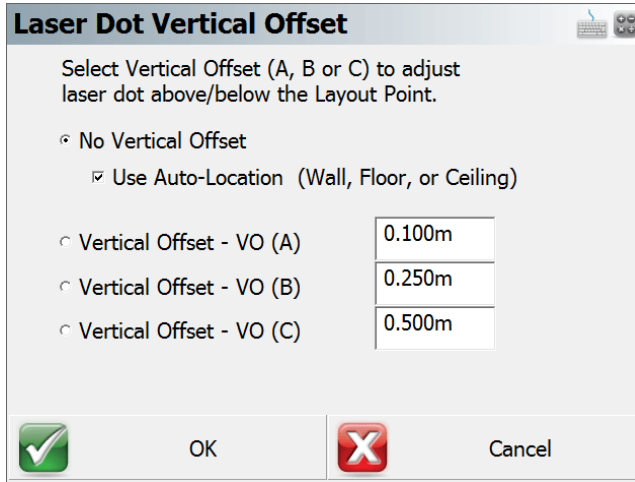 Laser Dot Vertical Offset
Select Vertical Offset (A, B or C) to adjust
laser dot above/below the Layout Point.
No Vertical Offset
Use Auto-Location (Wall, Floor, or Ceiling)
Vertical Offset - VO (A) 0.100m
Vertical Offset - VO (B) 0.250m
Vertical Offset - VO (C) 0.500m
OK Cancel